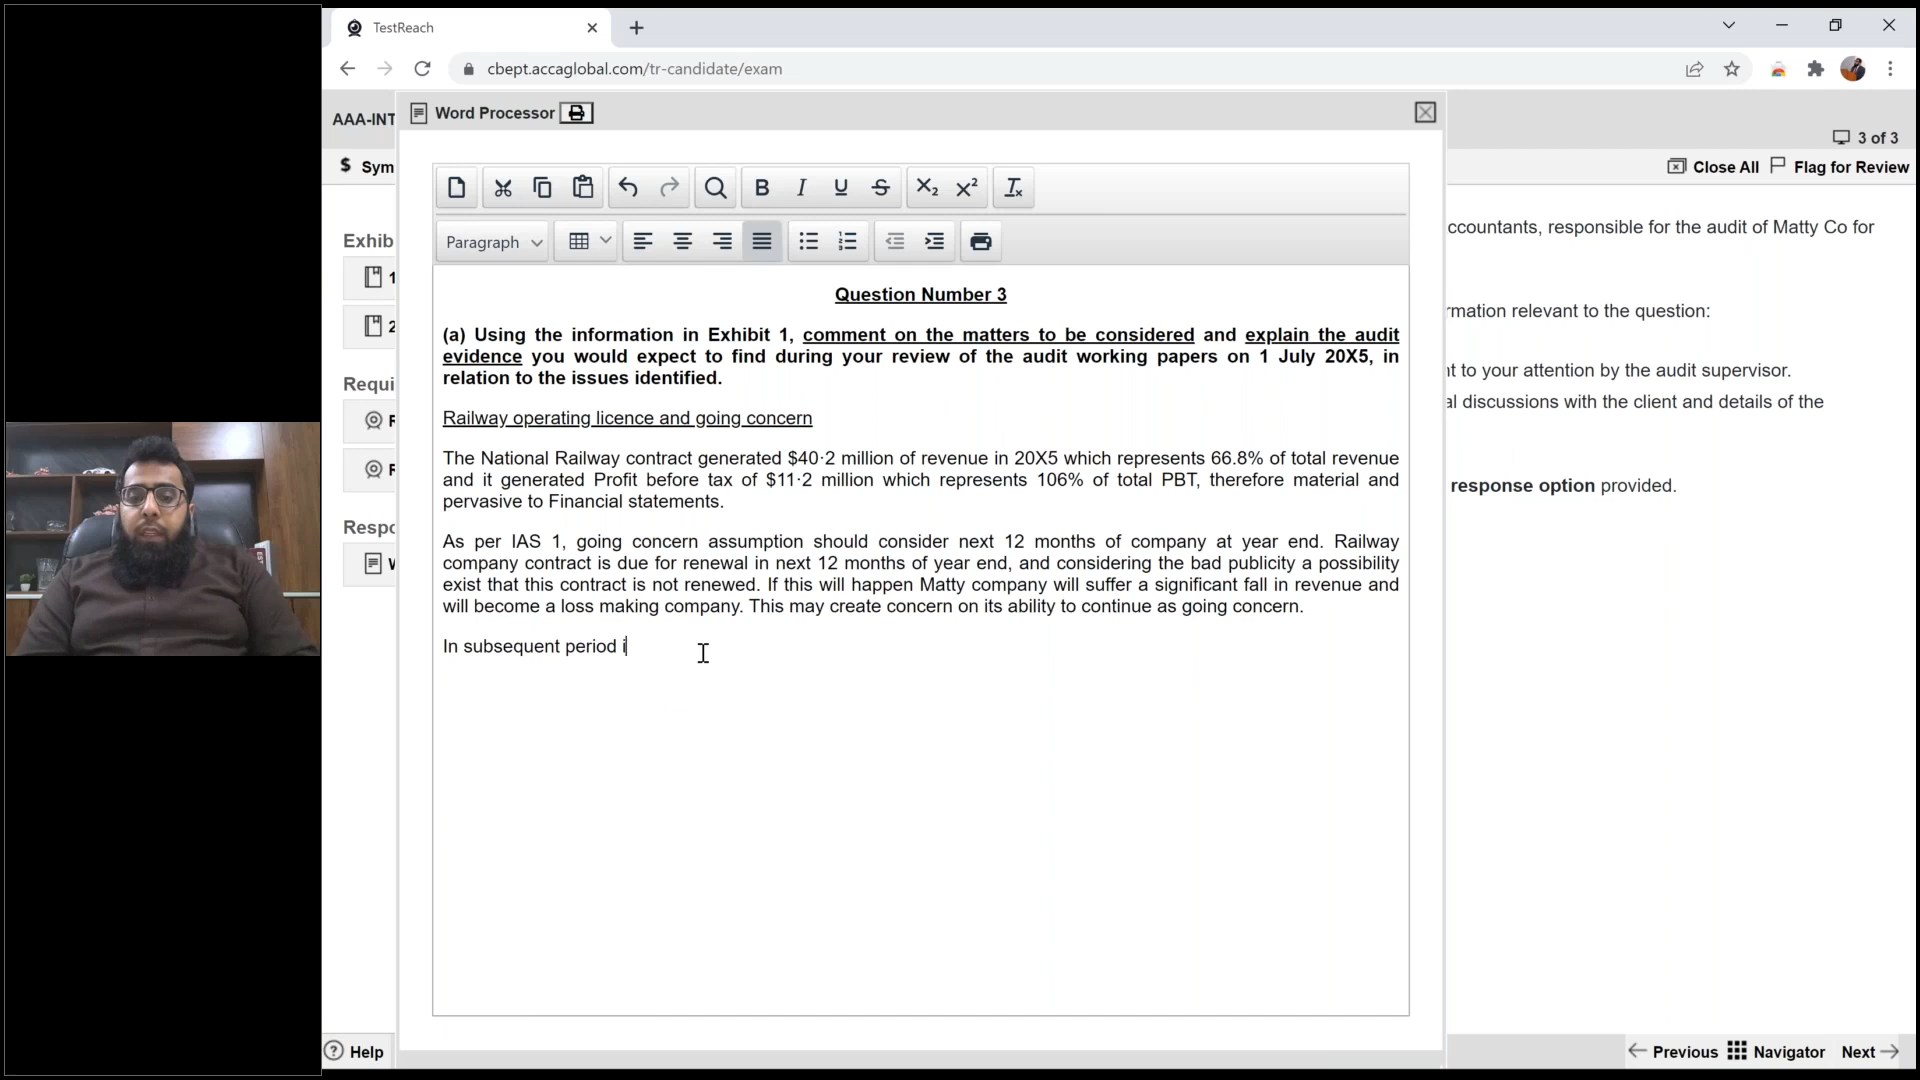 TestReach
cbept.accaglobal.com/tr-candidate/exam
AAA-INT
Word Processor
3 of 3
$ Sym
Close All
Flag for Review
Paragraph
Exhib
1
2
Requi
R
R
Respo
W
Question Number 3
(a) Using the information in Exhibit 1, comment on the matters to be considered and explain the audit
evidence you would expect to find during your review of the audit working papers on 1 July 20X5, in
relation to the issues identified.
Railway operating licence and going concern
The National Railway contract generated $40·2 million of revenue in 20X5 which represents 66.8% of total revenue
and it generated Profit before tax of $11·2 million which represents 106% of total PBT, therefore material and
pervasive to Financial statements.
As per IAS 1, going concern assumption should consider next 12 months of company at year end. Railway
company contract is due for renewal in next 12 months of year end, and considering the bad publicity a possibility
exist that this contract is not renewed. If this will happen Matty company will suffer a significant fall in revenue and
will become a loss making company. This may create concern on its ability to continue as going concern.
In subsequent period i
ccountants, responsible for the audit of Matty Co for
rmation relevant to the question:
nt to your attention by the audit supervisor.
al discussions with the client and details of the
response option provided.
Help
Previous
Navigator
Next